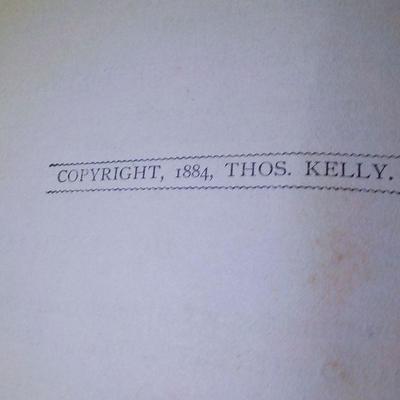 COPYRIGHT, 1884, THOS. KELLY.